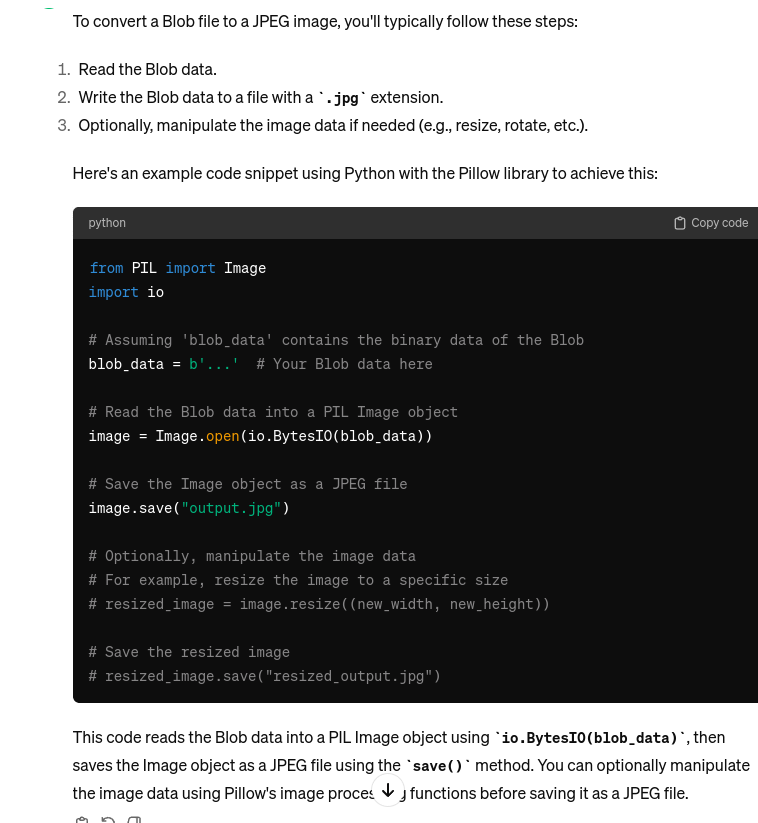 To convert a Blob file to a JPEG image, you'll typically follow these steps:
1. Read the Blob data.
2. Write the Blob data to a file with a `.jpg` extension.
3. Optionally, manipulate the image data if needed (e.g., resize, rotate, etc.).
Here's an example code snippet using Python with the Pillow library to achieve this:
python Copy code
from PIL import Image
import io
# Assuming 'blob_data' contains the binary data of the Blob
blob_data = b'...'  # Your Blob data here
# Read the Blob data into a PIL Image object
image = Image.open(io.BytesIO(blob_data))
# Save the Image object as a JPEG file
image.save("output.jpg")
# Optionally, manipulate the image data
# For example, resize the image to a specific size
# resized_image = image.resize((new_width, new_height))
# Save the resized image
# resized_image.save("resized_output.jpg")
This code reads the Blob data into a PIL Image object using `io.BytesIO(blob_data)`, then
saves the Image object as a JPEG file using the `save()` method. You can optionally manipulate
the image data using Pillow's image functions before saving it as a JPEG file.